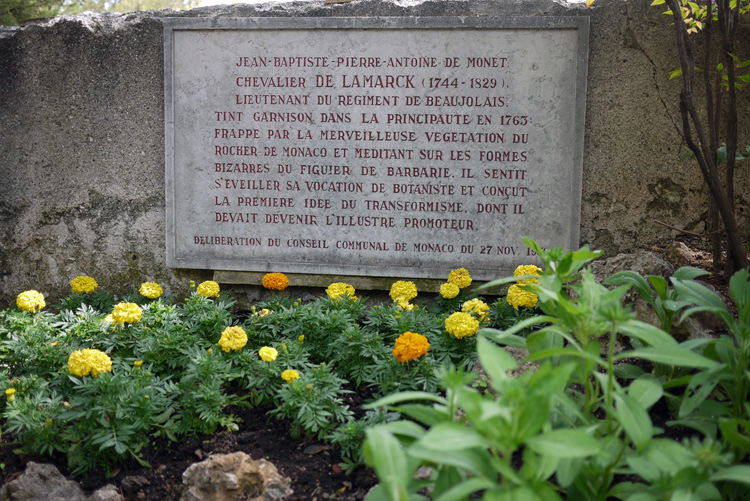 JEAN-BAPTISTE-PIERRE-ANTOINE DE MONET
CHEVALIER DE LAMARCK (1744-1829),
LIEUTENANT DU REGIMENT DE BEAUJOLAIS,
TINT GARNISON DANS LA PRINCIPAUTE EN 1763
FRAPPE PAR LA MERVEILLEUSE VEGETATION DU
ROCHER DE MONACO ET MEDITANT SUR LES FORMES
BIZARRES DU FIGUIER DE BARBARIE, IL SENTIT
S'EVEILLER SA VOCATION DE BOTANISTE ET CONÇUT
LA PREMIERE IDEE DU TRANSFORMISME, DONT IL
DEVAIT DEVENIR L'ILLUSTRE PROMOTEUR.
DELIBERATION DU CONSEIL COMMUNAL DE MONACO DU 27 NOV.